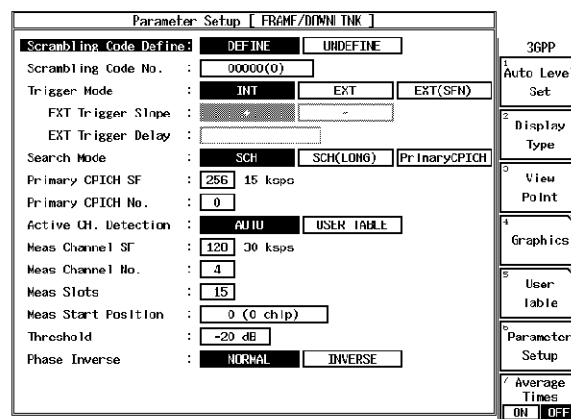 Parameter Setup [ FRAME/DOWNLINK ]
Scrambling Code Define: DEFINE UNDEFINE
Scrambling Code No. : 00000(0)
Trigger Mode : INT EXT EXT(SFN)
EXT Trigger Slope : + -
EXT Trigger Delay :
Search Mode : SCH SCH(LONG) PrimaryCPICH
Primary CPICH SF : 256 15 ksps
Primary CPICH No. : 0
Active CH. Detection : AUTO USER TABLE
Meas Channel SF : 128 30 ksps
Meas Channel No. : 4
Meas Slots : 15
Meas Start Position : 0 (0 chip)
Threshold : -20 dB
Phase Inverse : NORMAL INVERSE
3GPP
1
Auto Level
Set
2
Display
Type
3
View
Point
4
Graphics
5
User
Table
6
Parameter
Setup
7
Average
Times
ON OFF